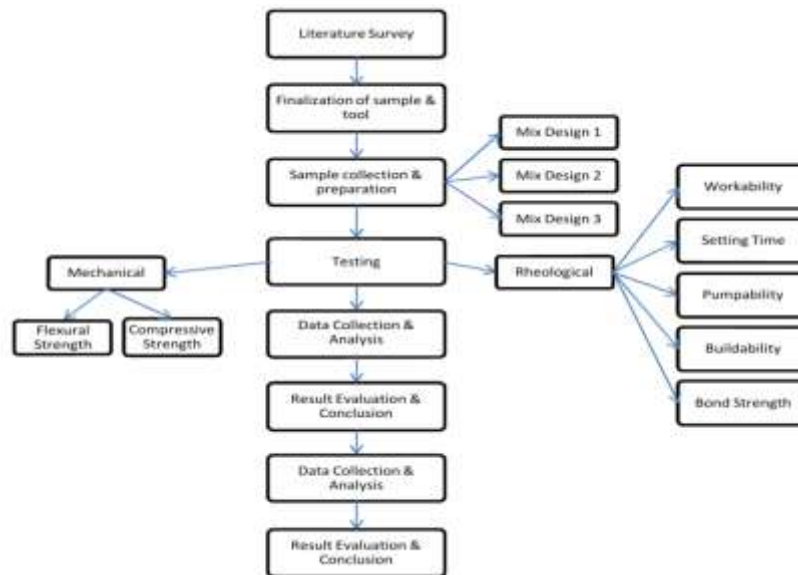 Literature Survey
Finalization of sample &
tool
Sample collection &
preparation
Mix Design 1
Mix Design 2
Mix Design 3
Testing
Mechanical
Flexural
Strength
Compressive
Strength
Rheological
Workability
Setting Time
Pumpability
Buildability
Bond Strength
Data Collection &
Analysis
Result Evaluation &
Conclusion
Data Collection &
Analysis
Result Evaluation &
Conclusion